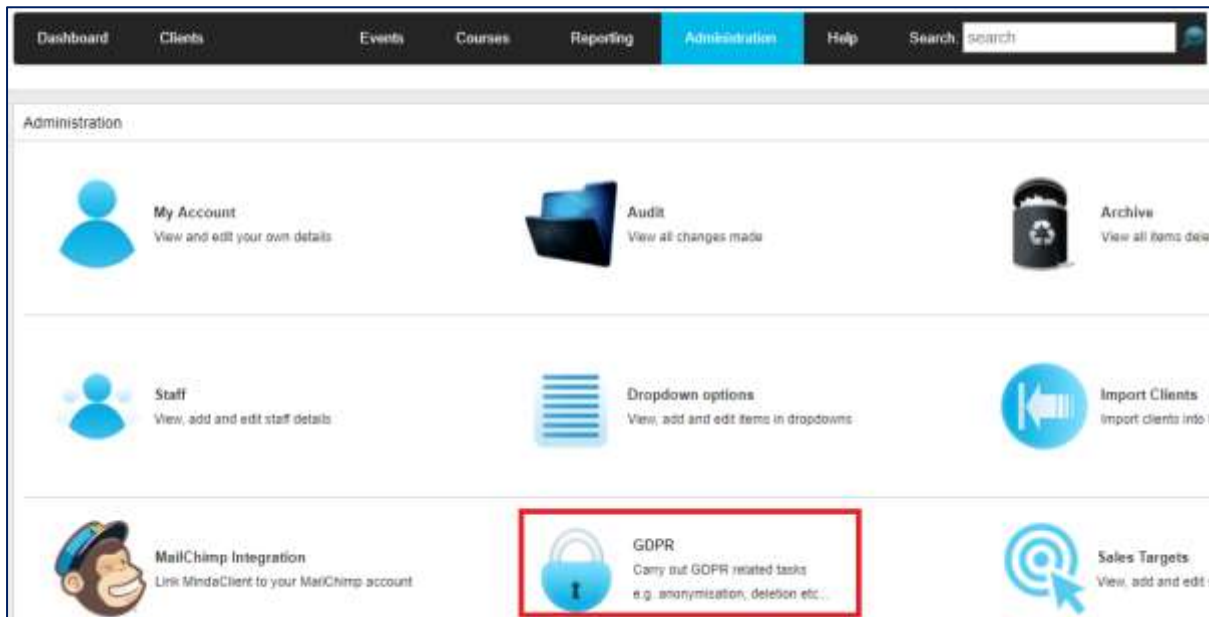 Dashboard Clients Events Courses Reporting Administration Help Search: search
Administration
My Account
View and edit your own details
Audit
View all changes made
Archive
View all items dele
Staff
View, add and edit staff details
Dropdown options
View, add and edit items in dropdowns
Import Clients
Import clients into
MailChimp Integration
Link MindaClient to your MailChimp account
GDPR
Carry out GDPR related tasks
e.g. anonymisation, deletion etc...
Sales Targets
View, add and edit